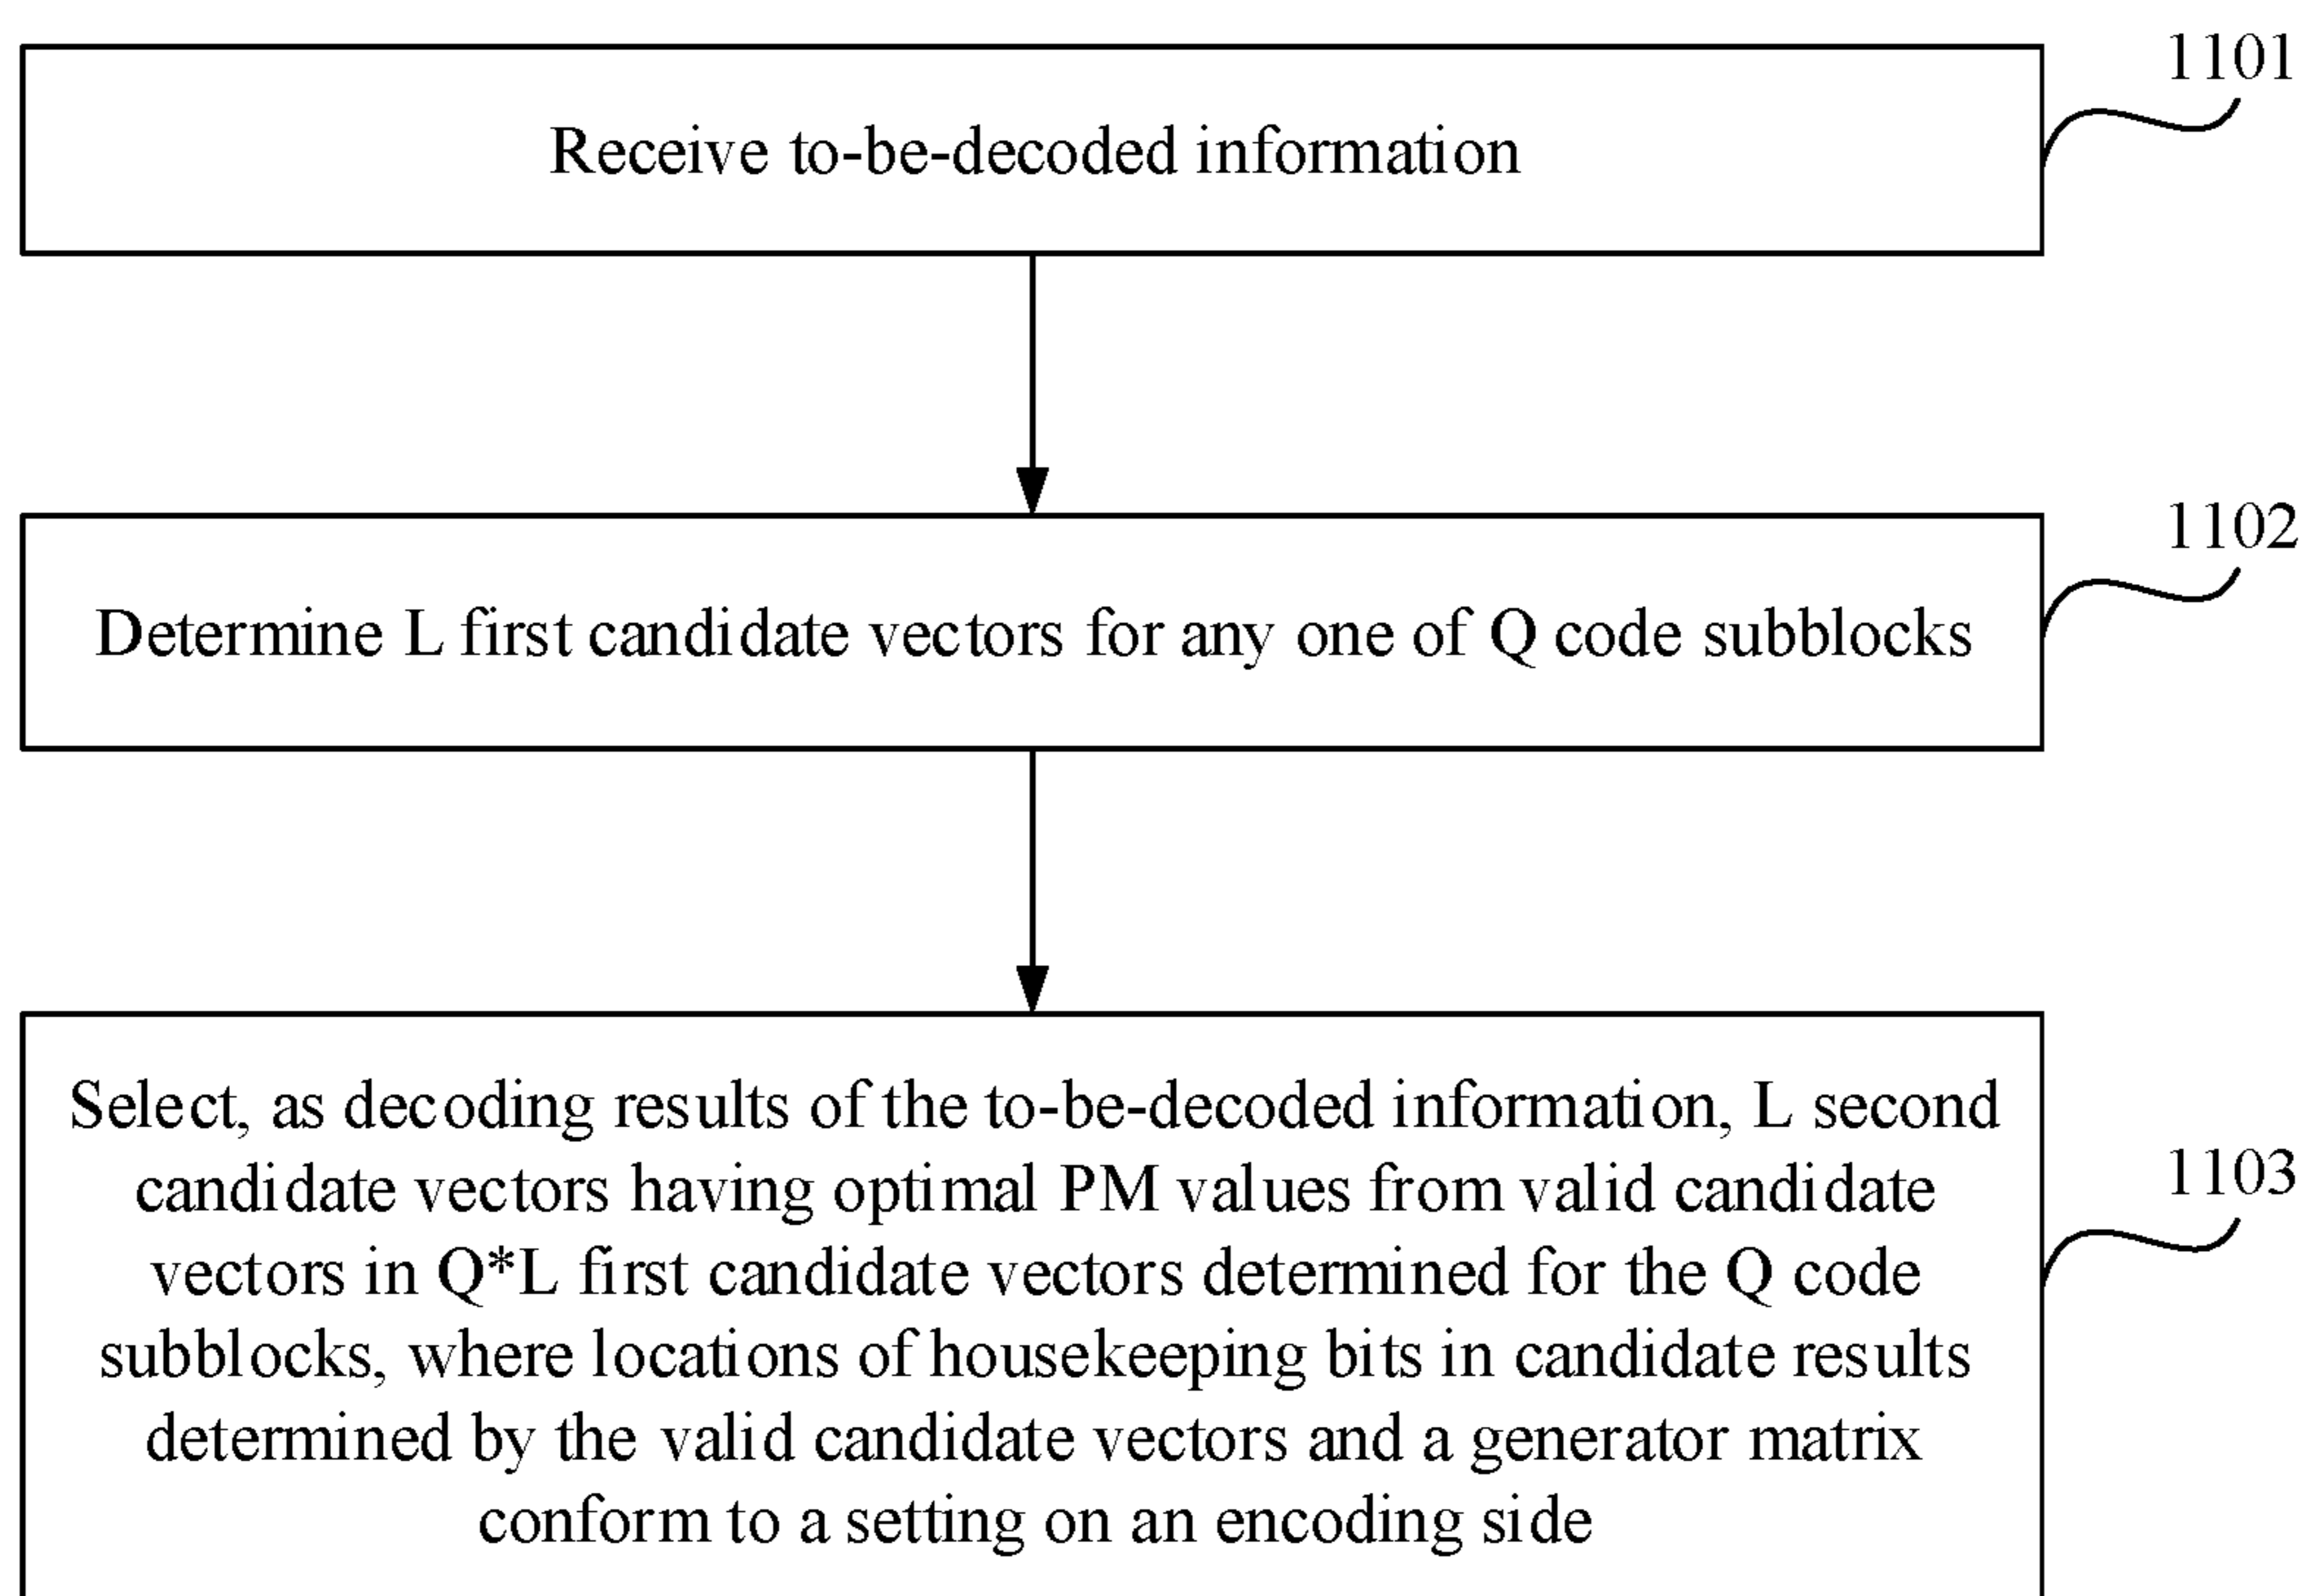 1101
Receive to-be-decoded information
1102
Determine L first candidate vectors for any one of Q code subblocks
Select, as decoding results of the to-be-decoded information, L second
candidate vectors having optimal PM values from valid candidate
1103
vectors in Q*L first candidate vectors determined for the Q code
subblocks, where locations of housekeeping bits in candidate results
determined by the valid candidate vectors and a generator matrix
conform to a setting on an encoding side